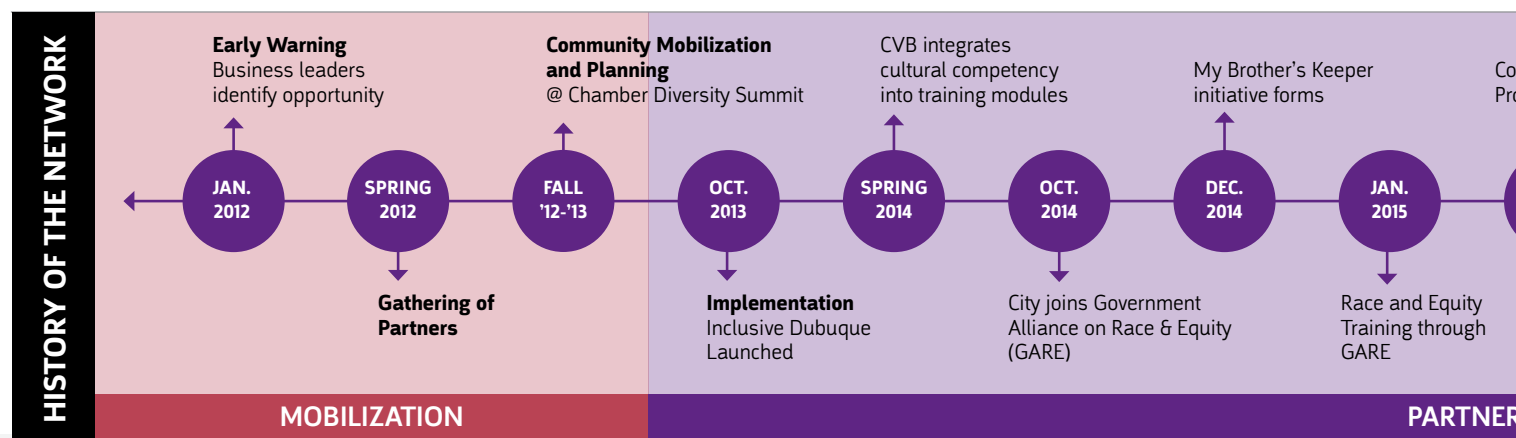 HISTORY OF THE NETWORK
Early Warning
Business leaders
identify opportunity
Community Mobilization
and Planning
@ Chamber Diversity Summit
CVB integrates
cultural competency
into training modules
My Brother's Keeper
initiative forms
JAN.
2012
SPRING
2012
FALL
'12-'13
OCT.
2013
SPRING
2014
OCT.
2014
DEC.
2014
JAN.
2015
Gathering of
Partners
Implementation
Inclusive Dubuque
Launched
City joins Government
Alliance on Race & Equity
(GARE)
Race and Equity
Training through
GARE
MOBILIZATION